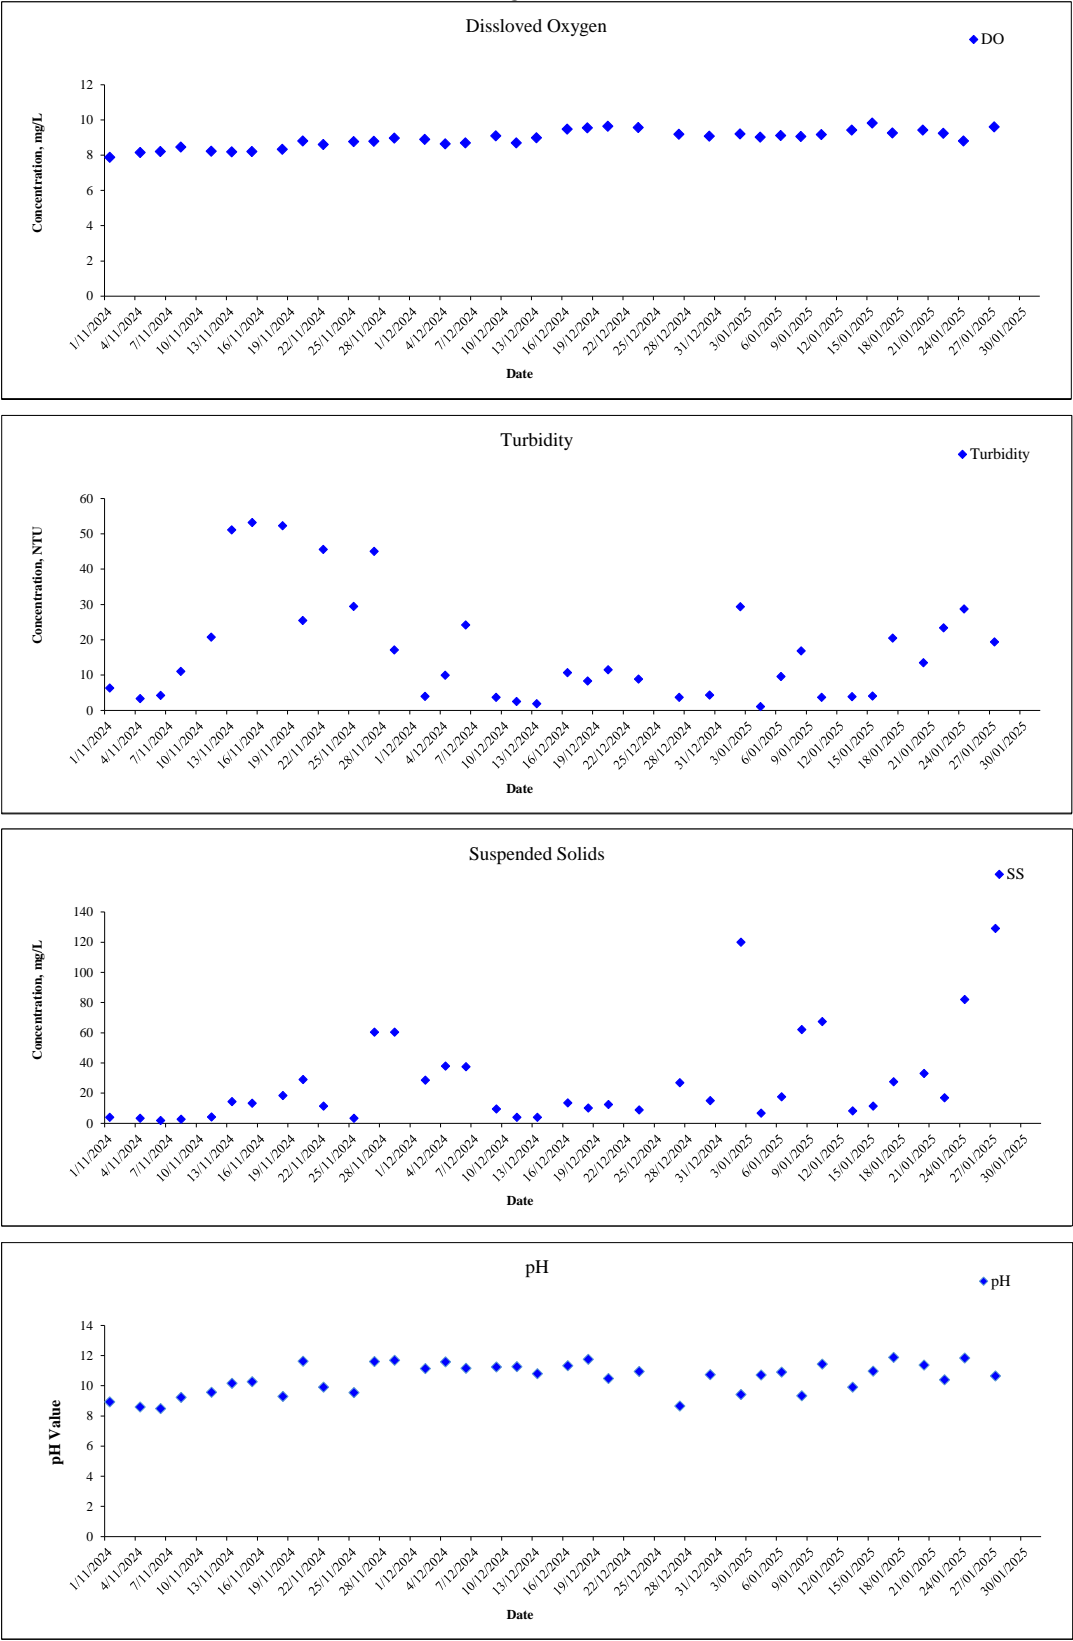 Dissloved Oxygen
DO
12
10
8
6
4
2
0
Concentration, mg/L
1/11/2024 4/11/2024 7/11/2024 10/11/2024 13/11/2024 16/11/2024 19/11/2024 22/11/2024 25/11/2024 28/11/2024 1/12/2024 4/12/2024 7/12/2024 10/12/2024 13/12/2024 16/12/2024 19/12/2024 22/12/2024 25/12/2024 28/12/2024 31/12/2024 3/01/2025 6/01/2025 9/01/2025 12/01/2025 15/01/2025 18/01/2025 21/01/2025 24/01/2025 27/01/2025 30/01/2025
Date
Turbidity
Turbidity
60
50
40
30
20
10
0
Concentration, NTU
1/11/2024 4/11/2024 7/11/2024 10/11/2024 13/11/2024 16/11/2024 19/11/2024 22/11/2024 25/11/2024 28/11/2024 1/12/2024 4/12/2024 7/12/2024 10/12/2024 13/12/2024 16/12/2024 19/12/2024 22/12/2024 25/12/2024 28/12/2024 31/12/2024 3/01/2025 6/01/2025 9/01/2025 12/01/2025 15/01/2025 18/01/2025 21/01/2025 24/01/2025 27/01/2025 30/01/2025
Date
Suspended Solids
SS
140
120
100
80
60
40
20
0
Concentration, mg/L
1/11/2024 4/11/2024 7/11/2024 10/11/2024 13/11/2024 16/11/2024 19/11/2024 22/11/2024 25/11/2024 28/11/2024 1/12/2024 4/12/2024 7/12/2024 10/12/2024 13/12/2024 16/12/2024 19/12/2024 22/12/2024 25/12/2024 28/12/2024 31/12/2024 3/01/2025 6/01/2025 9/01/2025 12/01/2025 15/01/2025 18/01/2025 21/01/2025 24/01/2025 27/01/2025 30/01/2025
Date
pH
pH
14
12
10
8
6
4
2
0
pH Value
1/11/2024 4/11/2024 7/11/2024 10/11/2024 13/11/2024 16/11/2024 19/11/2024 22/11/2024 25/11/2024 28/11/2024 1/12/2024 4/12/2024 7/12/2024 10/12/2024 13/12/2024 16/12/2024 19/12/2024 22/12/2024 25/12/2024 28/12/2024 31/12/2024 3/01/2025 6/01/2025 9/01/2025 12/01/2025 15/01/2025 18/01/2025 21/01/2025 24/01/2025 27/01/2025 30/01/2025
Date